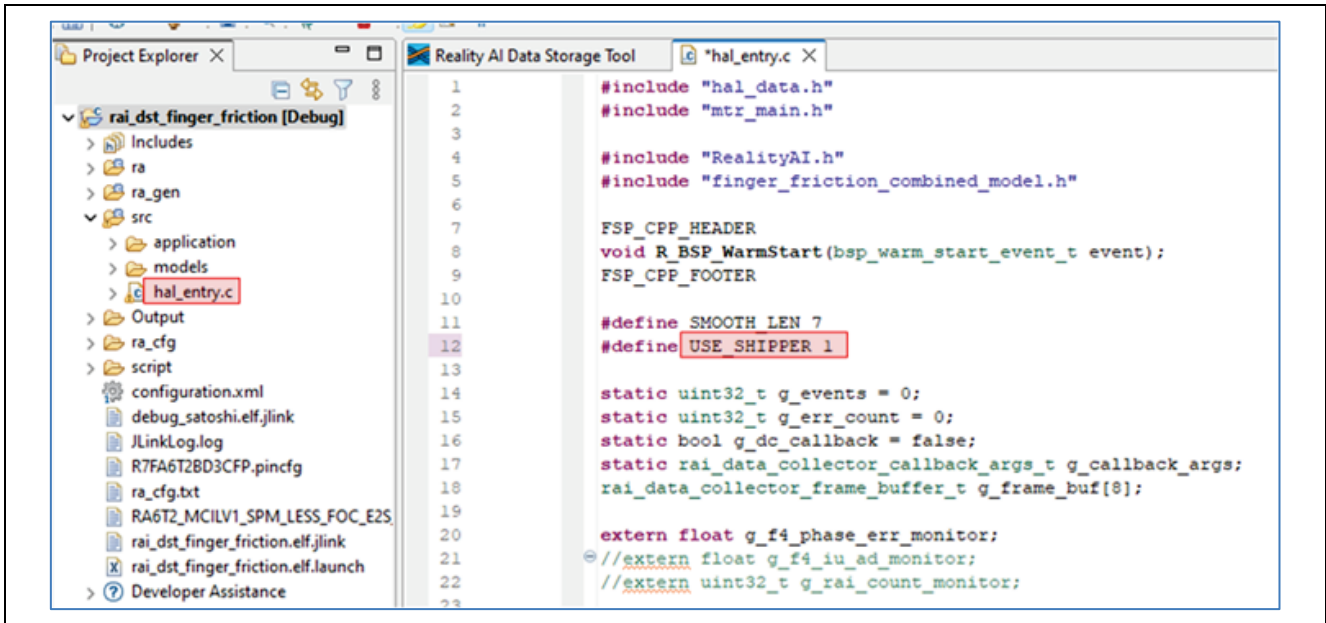 Project Explorer
rai_dst_finger_friction [Debug]
Includes
ra
ra_gen
src
application
models
hal_entry.c
Output
ra_cfg
script
configuration.xml
debug_satoshi.elf.jlink
JLinkLog.log
R7FA6T2BD3CFP.pincfg
ra_cfg.txt
RA6T2_MCILV1_SPM_LESS_FOC_E2S_
rai_dst_finger_friction.elf.jlink
rai_dst_finger_friction.elf.launch
Developer Assistance
Reality AI Data Storage Tool
*hal_entry.c
1 #include "hal_data.h"
2 #include "mtr_main.h"
3
4 #include "RealityAI.h"
5 #include "finger_friction_combined_model.h"
6
7 FSP_CPP_HEADER
8 void R_BSP_WarmStart(bsp_warm_start_event_t event);
9 FSP_CPP_FOOTER
10
11 #define SMOOTH_LEN 7
12 #define USE_SHIPPER 1
13
14 static uint32_t g_events = 0;
15 static uint32_t g_err_count = 0;
16 static bool g_dc_callback = false;
17 static rai_data_collector_callback_args_t g_callback_args;
18 rai_data_collector_frame_buffer_t g_frame_buf[8];
19
20 extern float g_f4_phase_err_monitor;
21 //extern float g_f4_iu_ad_monitor;
22 //extern uint32_t g_rai_count_monitor;
23